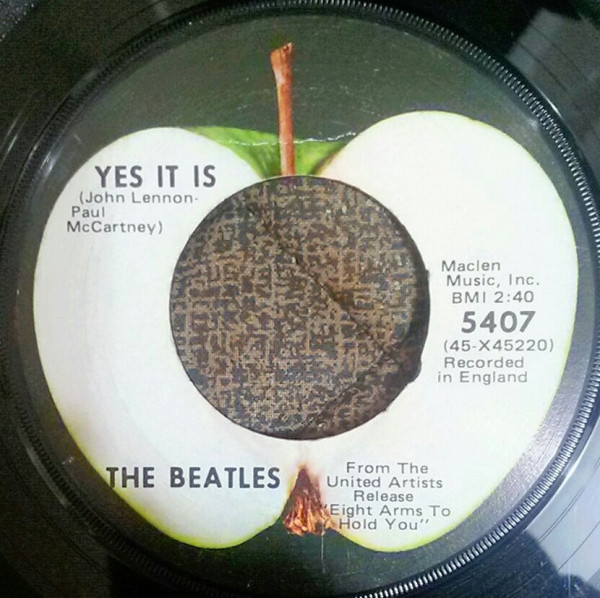 YES IT IS
(John Lennon-
Paul
McCartney)
Maclen
Music, Inc.
BMI 2:40
5407
(45-X45220)
Recorded
in England
THE BEATLES
From The
United Artists
Release
"Eight Arms To
Hold You"